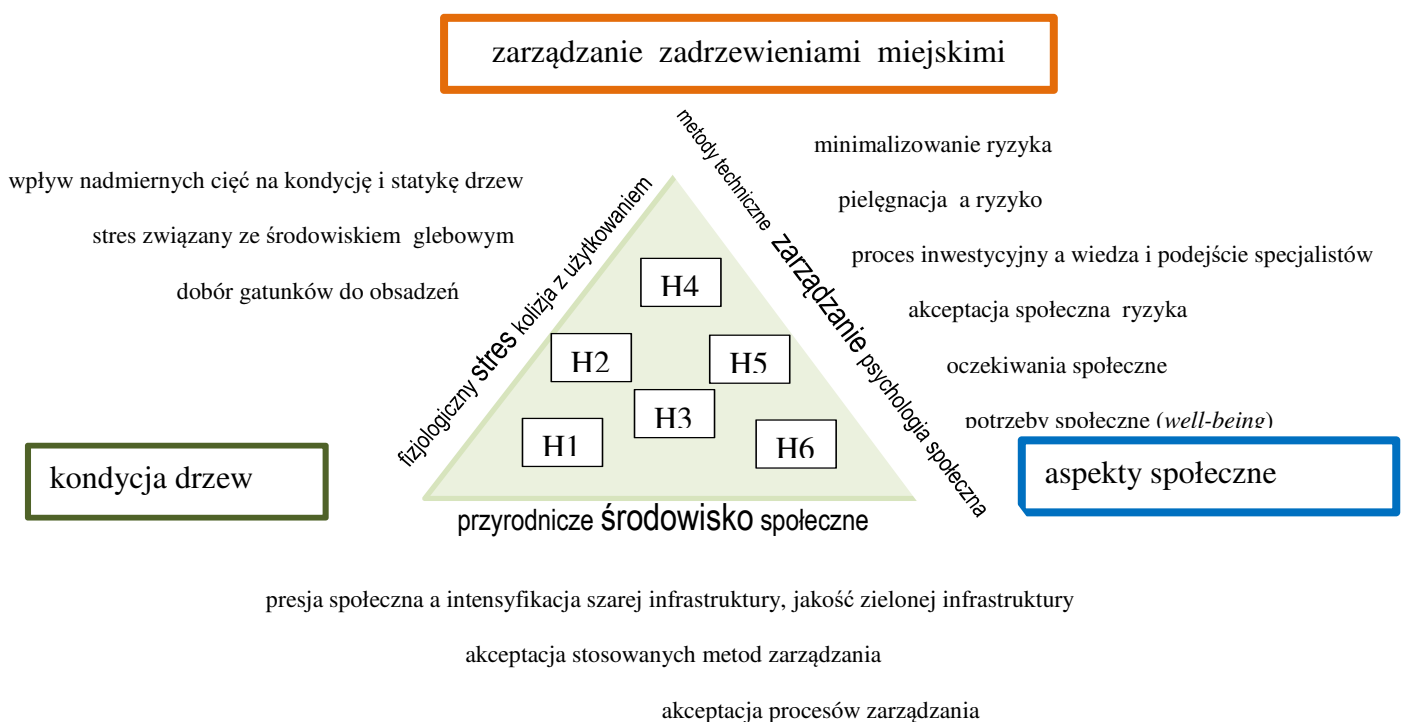 zarządzanie zadrzewieniami miejskimi
metody techniczne zarządzanie psychologia społeczna
minimalizowanie ryzyka
wpływ nadmiernych cięć na kondycję i statykę drzew
pielęgnacja a ryzyko
stres związany ze środowiskiem glebowym
proces inwestycyjny a wiedza i podejście specjalistów
dobór gatunków do obsadzeń
akceptacja społeczna ryzyka
oczekiwania społeczne
potrzeby społeczne (well-being)
fizjologiczny stres kolizja z użytkowaniem
H4
H2
H5
H3
H1
H6
kondycja drzew
aspekty społeczne
przyrodnicze środowisko społeczne
presja społeczna a intensyfikacja szarej infrastruktury, jakość zielonej infrastruktury
akceptacja stosowanych metod zarządzania
akceptacja procesów zarządzania